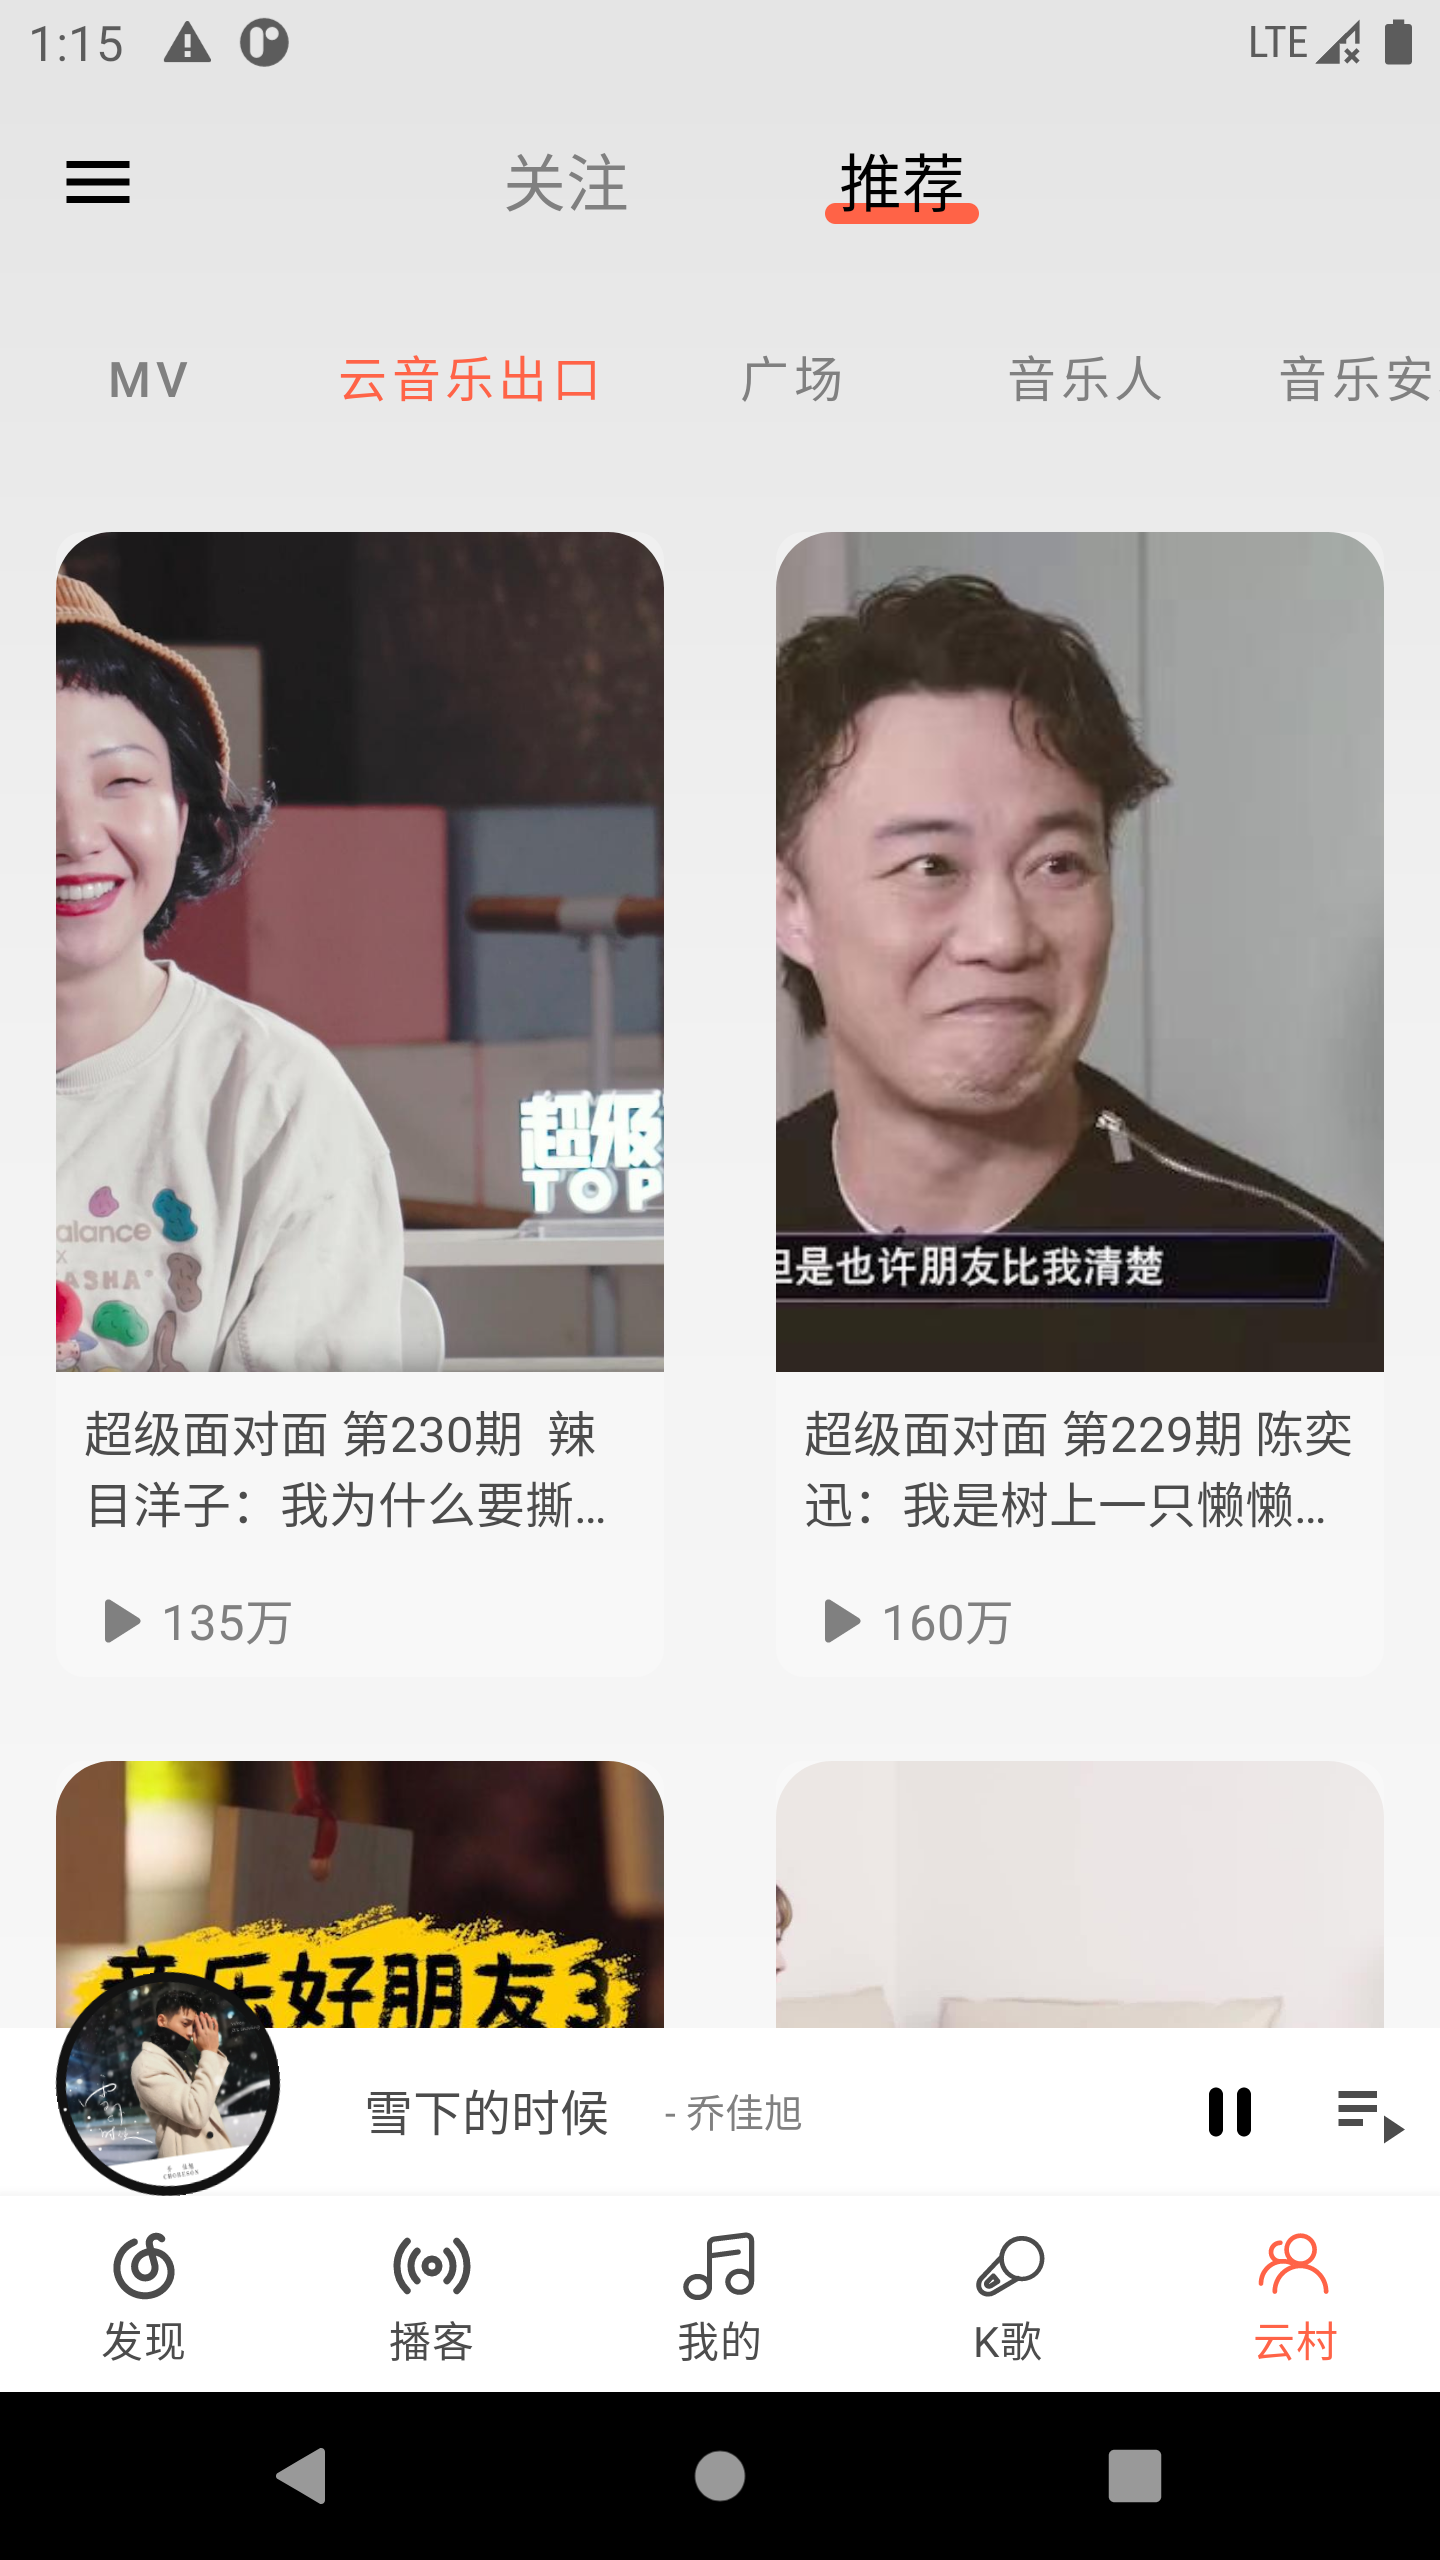 1:15
LTE
关注
推荐
MV
云音乐出口
广场
音乐人
音乐安
超级
TOP
alance
X
ASHA
是也许朋友比我清楚
超级面对面 第230期 辣
目洋子：我为什么要撕...
超级面对面 第229期 陈奕
迅：我是树上一只懒懒...
135万
160万
音乐好朋友3
雪下的时候 - 乔佳旭
发现
播客
我的
K歌
云村